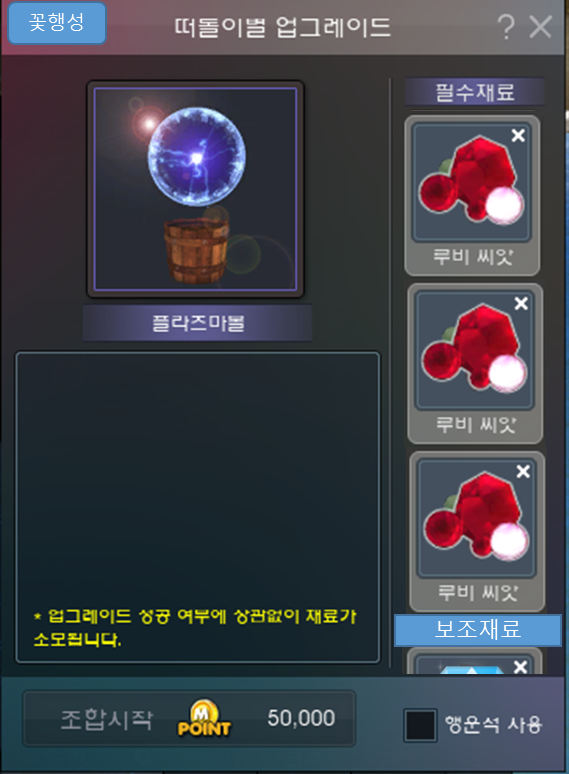 꽃행성
떠돌이별 업그레이드
?
필수재료
루비 씨앗
플라즈마볼
루비 씨앗
루비 씨앗
* 업그레이드 성공 여부에 상관없이 재료가
소모됩니다.
보조재료
조합시작 M POINT 50,000
행운석 사용